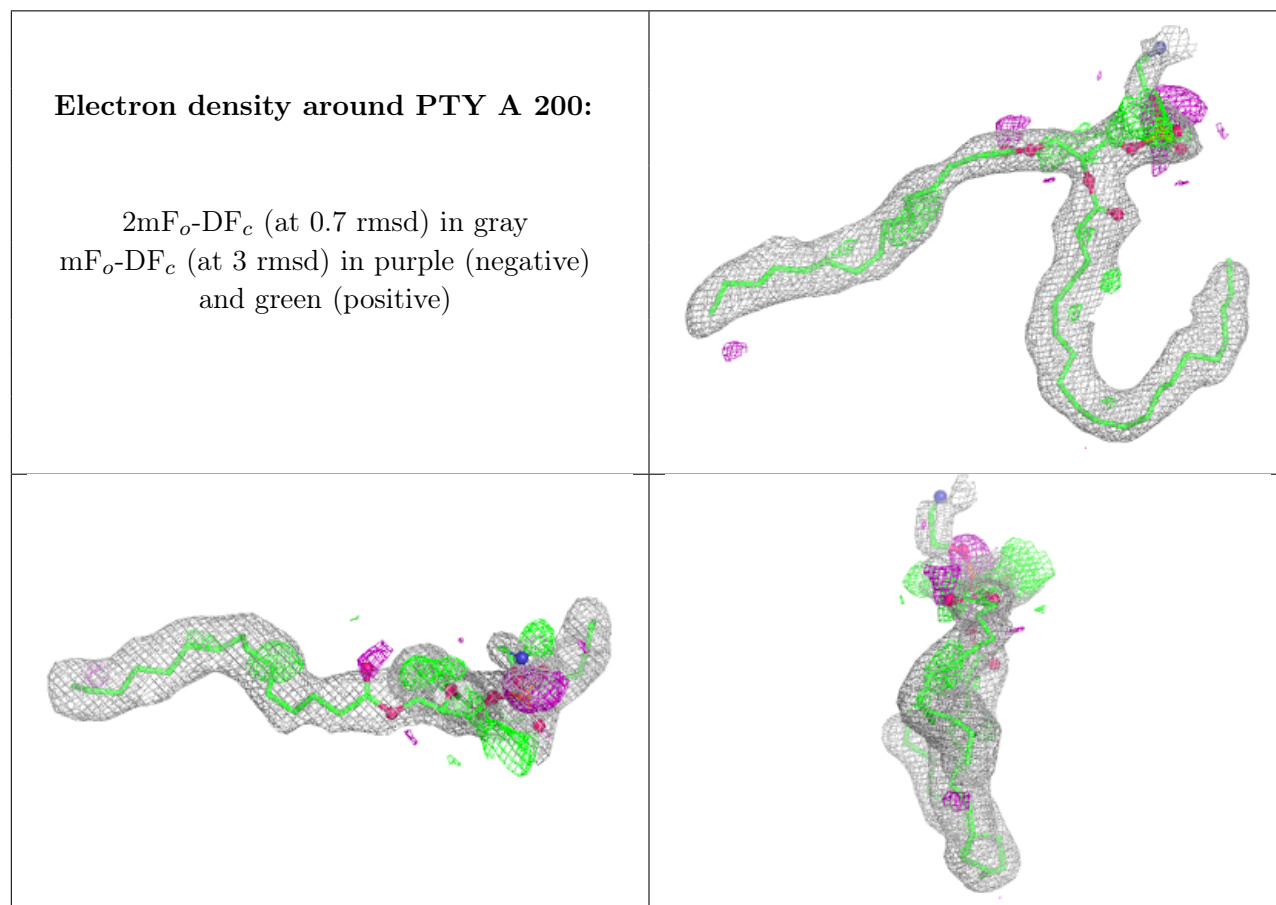 Electron density around PTY A 200:
2mFo-DFc (at 0.7 rmsd) in gray
mFo-DFc (at 3 rmsd) in purple (negative)
and green (positive)